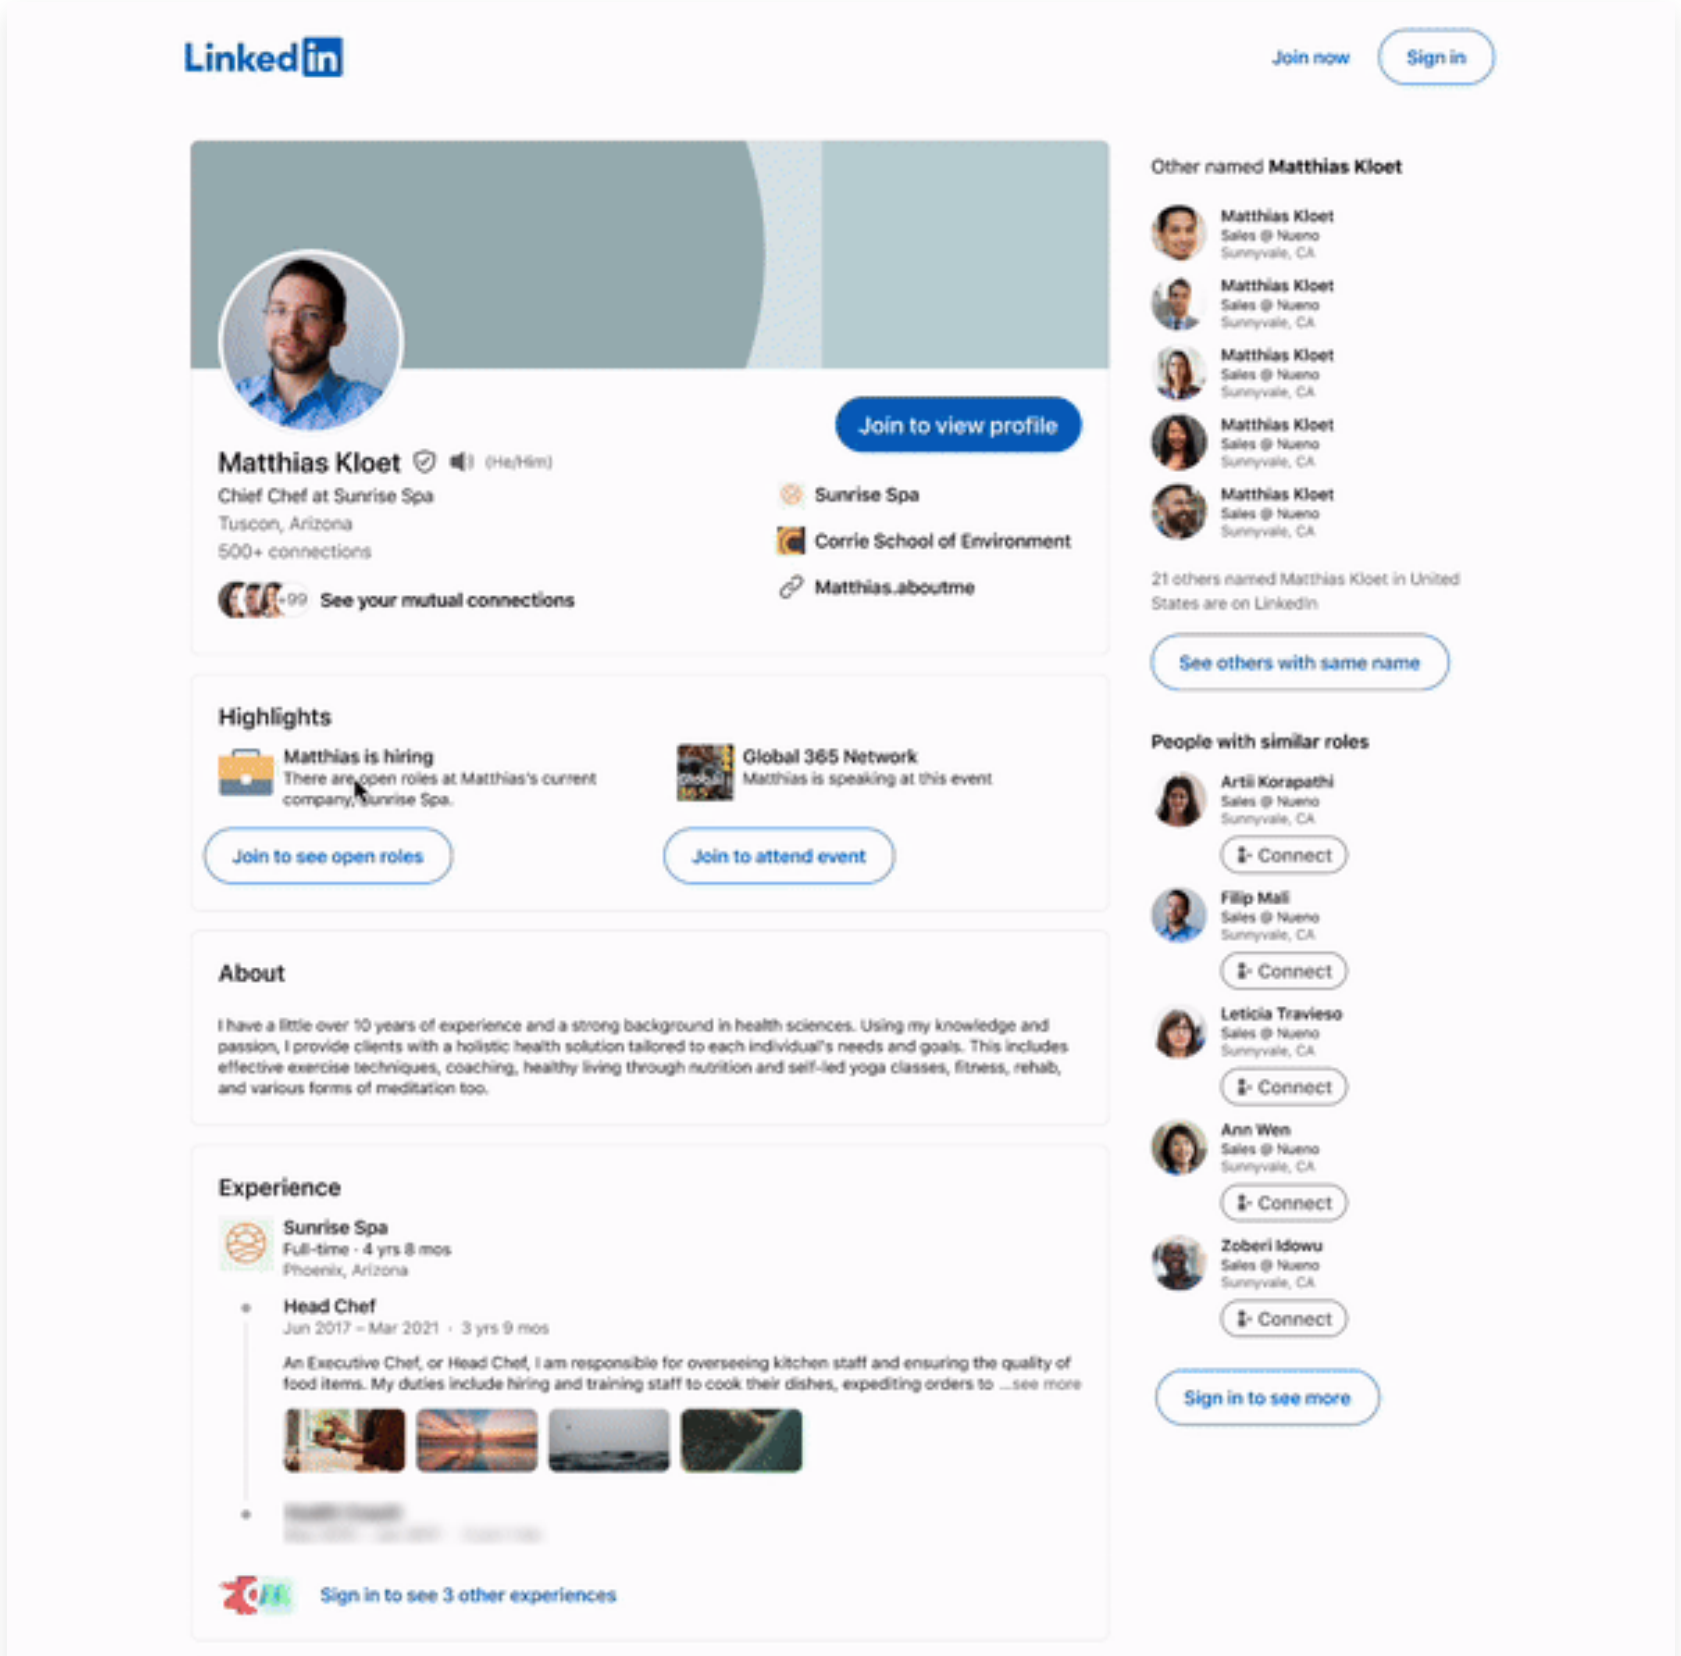 Linked in
Join now
Sign in
Matthias Kloet (He/Him)
Chief Chef at Sunrise Spa
Tuscon, Arizona
500+ connections
+99 See your mutual connections
Join to view profile
Sunrise Spa
Corrie School of Environment
Matthias.aboutme
Highlights
Matthias is hiring
There are open roles at Matthias's current
company, Sunrise Spa.
Join to see open roles
Global 365
Global 365 Network
Matthias is speaking at this event
Join to attend event
About
I have a little over 10 years of experience and a strong background in health sciences. Using my knowledge and
passion, I provide clients with a holistic health solution tailored to each individual's needs and goals. This includes
effective exercise techniques, coaching, healthy living through nutrition and self-led yoga classes, fitness, rehab,
and various forms of meditation too.
Experience
Sunrise Spa
Full-time · 4 yrs 8 mos
Phoenix, Arizona
Head Chef
Jun 2017 – Mar 2021 · 3 yrs 9 mos
An Executive Chef, or Head Chef, I am responsible for overseeing kitchen staff and ensuring the quality of
food items. My duties include hiring and training staff to cook their dishes, expediting orders to ...see more
Sign in to see 3 other experiences
Other named Matthias Kloet
Matthias Kloet
Sales @ Nueno
Sunnyvale, CA
Matthias Kloet
Sales @ Nueno
Sunnyvale, CA
Matthias Kloet
Sales @ Nueno
Sunnyvale, CA
Matthias Kloet
Sales @ Nueno
Sunnyvale, CA
Matthias Kloet
Sales @ Nueno
Sunnyvale, CA
21 others named Matthias Kloet in United
States are on LinkedIn
See others with same name
People with similar roles
Artii Korapathi
Sales @ Nueno
Sunnyvale, CA
Connect
Filip Mali
Sales @ Nueno
Sunnyvale, CA
Connect
Leticia Travieso
Sales @ Nueno
Sunnyvale, CA
Connect
Ann Wen
Sales @ Nueno
Sunnyvale, CA
Connect
Zoberi Idowu
Sales @ Nueno
Sunnyvale, CA
Connect
Sign in to see more